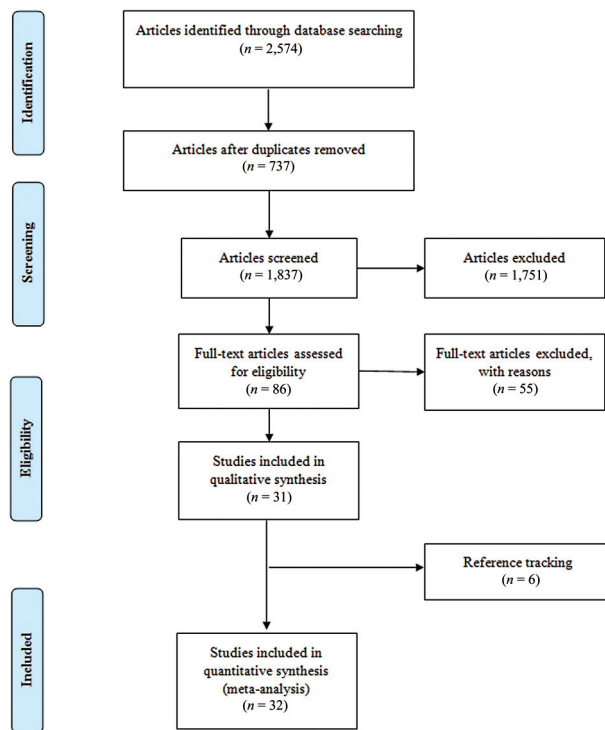 Identification
Articles identified through database searching
(n = 2,574)
Articles after duplicates removed
(n = 737)
Screening
Articles screened
(n = 1,837)
Articles excluded
(n = 1,751)
Eligibility
Full-text articles assessed
for eligibility
(n = 86)
Full-text articles excluded,
with reasons
(n = 55)
Studies included in
qualitative synthesis
(n = 31)
Reference tracking
(n = 6)
Included
Studies included in
quantitative synthesis
(meta-analysis)
n = 32)